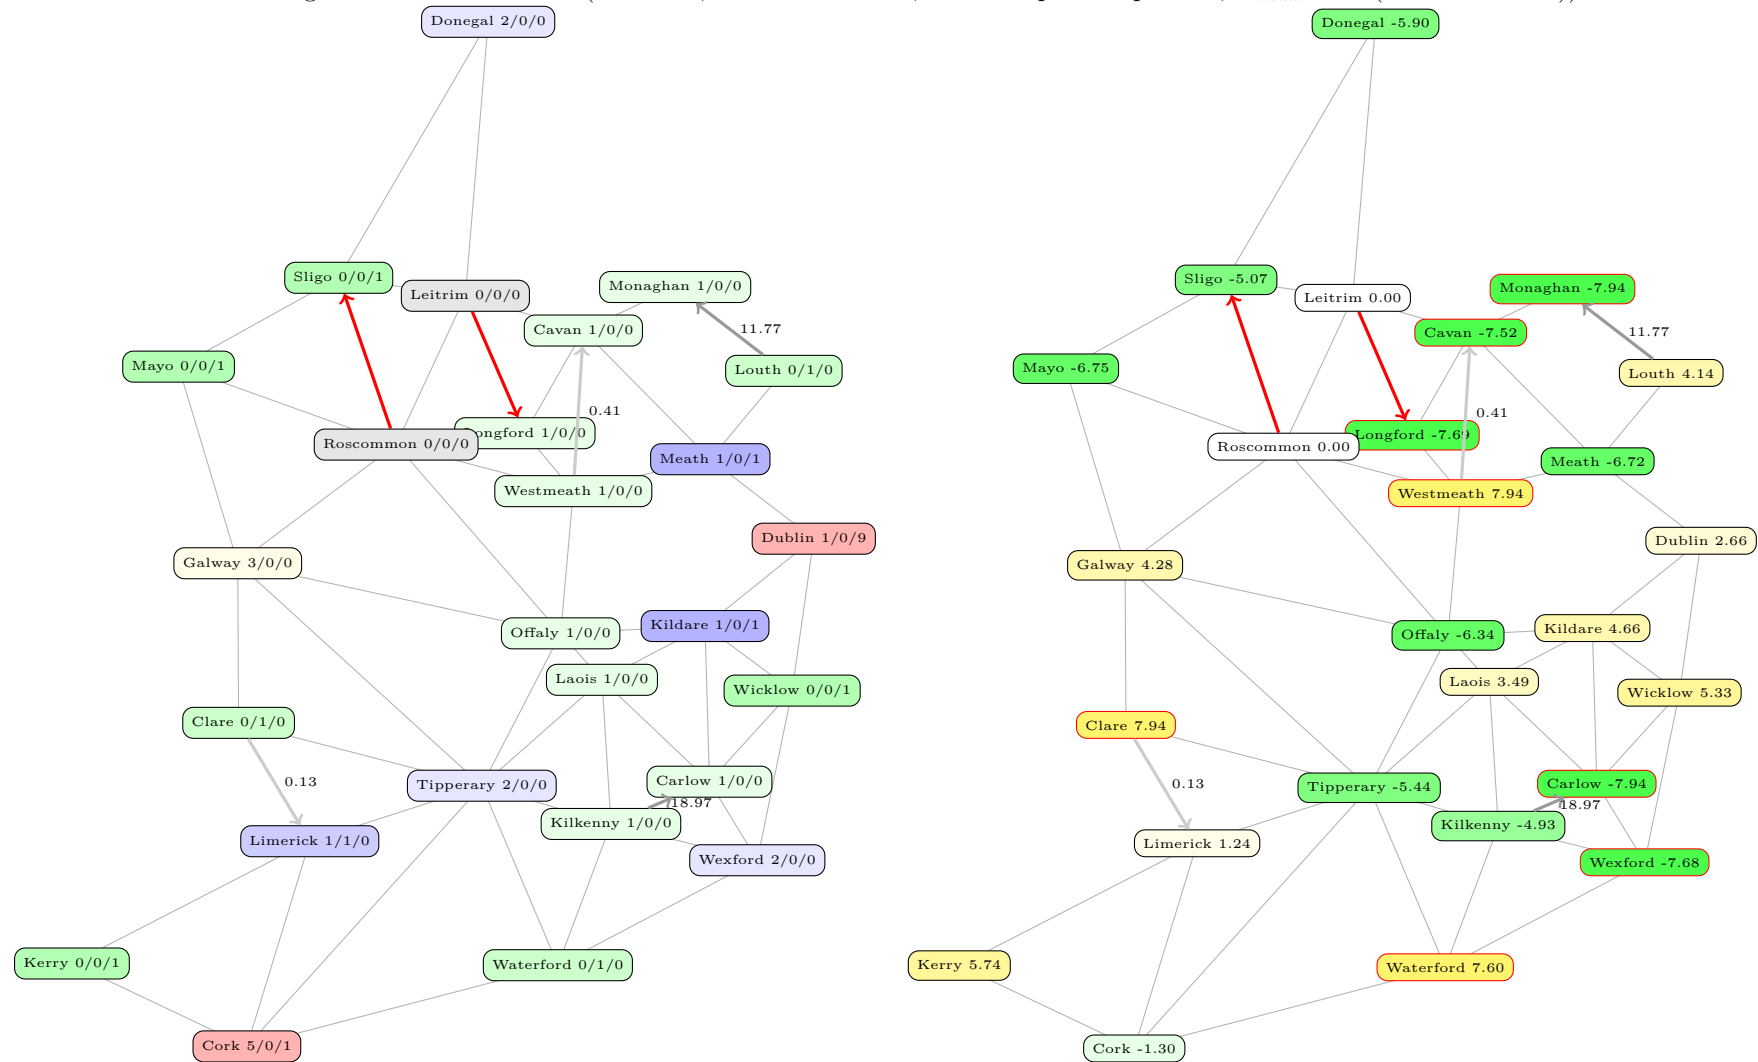 Donegal 2/0/0
Donegal -5.90
Sligo 0/0/1
Leitrim 0/0/0
Monaghan 1/0/0
Sligo -5.07
Leitrim 0.00
Monaghan -7.94
Cavan 1/0/0
11.77
Cavan -7.52
11.77
Mayo 0/0/1
Louth 0/1/0
Mayo -6.75
Louth 4.14
0.41
0.41
Roscommon 0/0/0
ongford 1/0/0
Meath 1/0/1
Roscommon 0.00
Longford -7.69
Meath -6.72
Westmeath 1/0/0
Westmeath 7.94
Dublin 1/0/9
Dublin 2.66
Galway 3/0/0
Galway 4.28
Offaly 1/0/0
Kildare 1/0/1
Offaly -6.34
Kildare 4.66
Laois 1/0/0
Wicklow 0/0/1
Laois 3.49
Wicklow 5.33
Clare 0/1/0
Clare 7.94
0.13
Tipperary 2/0/0
Carlow 1/0/0
0.13
Tipperary -5.44
Carlow -7.94
18.97
18.97
Limerick 1/1/0
Kilkenny 1/0/0
Wexford 2/0/0
Limerick 1.24
Kilkenny -4.93
Wexford -7.68
Kerry 0/0/1
Waterford 0/1/0
Kerry 5.74
Waterford 7.60
Cork 5/0/1
Cork -1.30